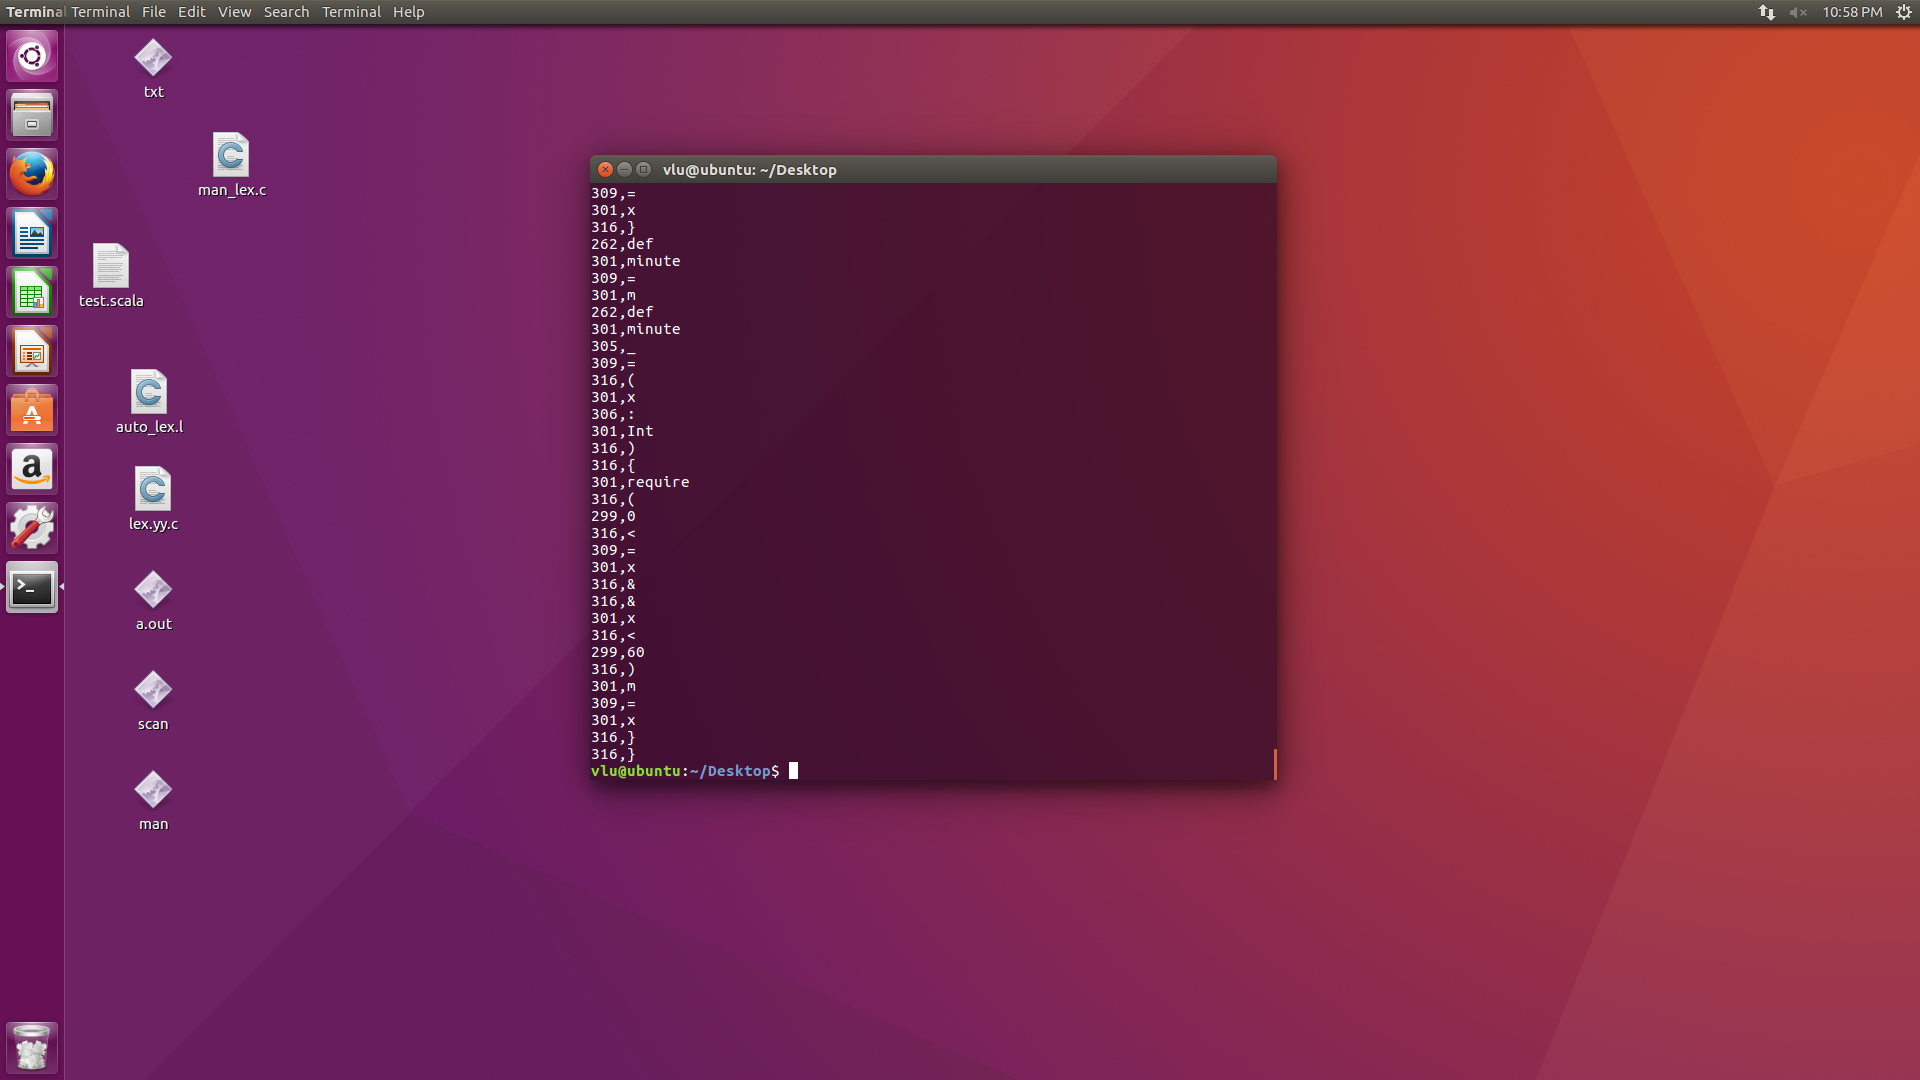 Terminal Terminal File Edit View Search Terminal Help
10:58 PM
txt
man_lex.c
test.scala
auto_lex.l
lex.yy.c
a.out
scan
man
vlu@ubuntu: ~/Desktop
309,=
301,x
316,}
262,def
301,minute
309,=
301,m
262,def
301,minute
305,_
309,=
316,(
301,x
306,:
301,Int
316,)
316,{
301,require
316,(
299,0
316,<
309,=
301,x
316,&
316,&
301,x
316,<
299,60
316,)
301,m
309,=
301,x
316,}
316,}
vlu@ubuntu:~/Desktop$